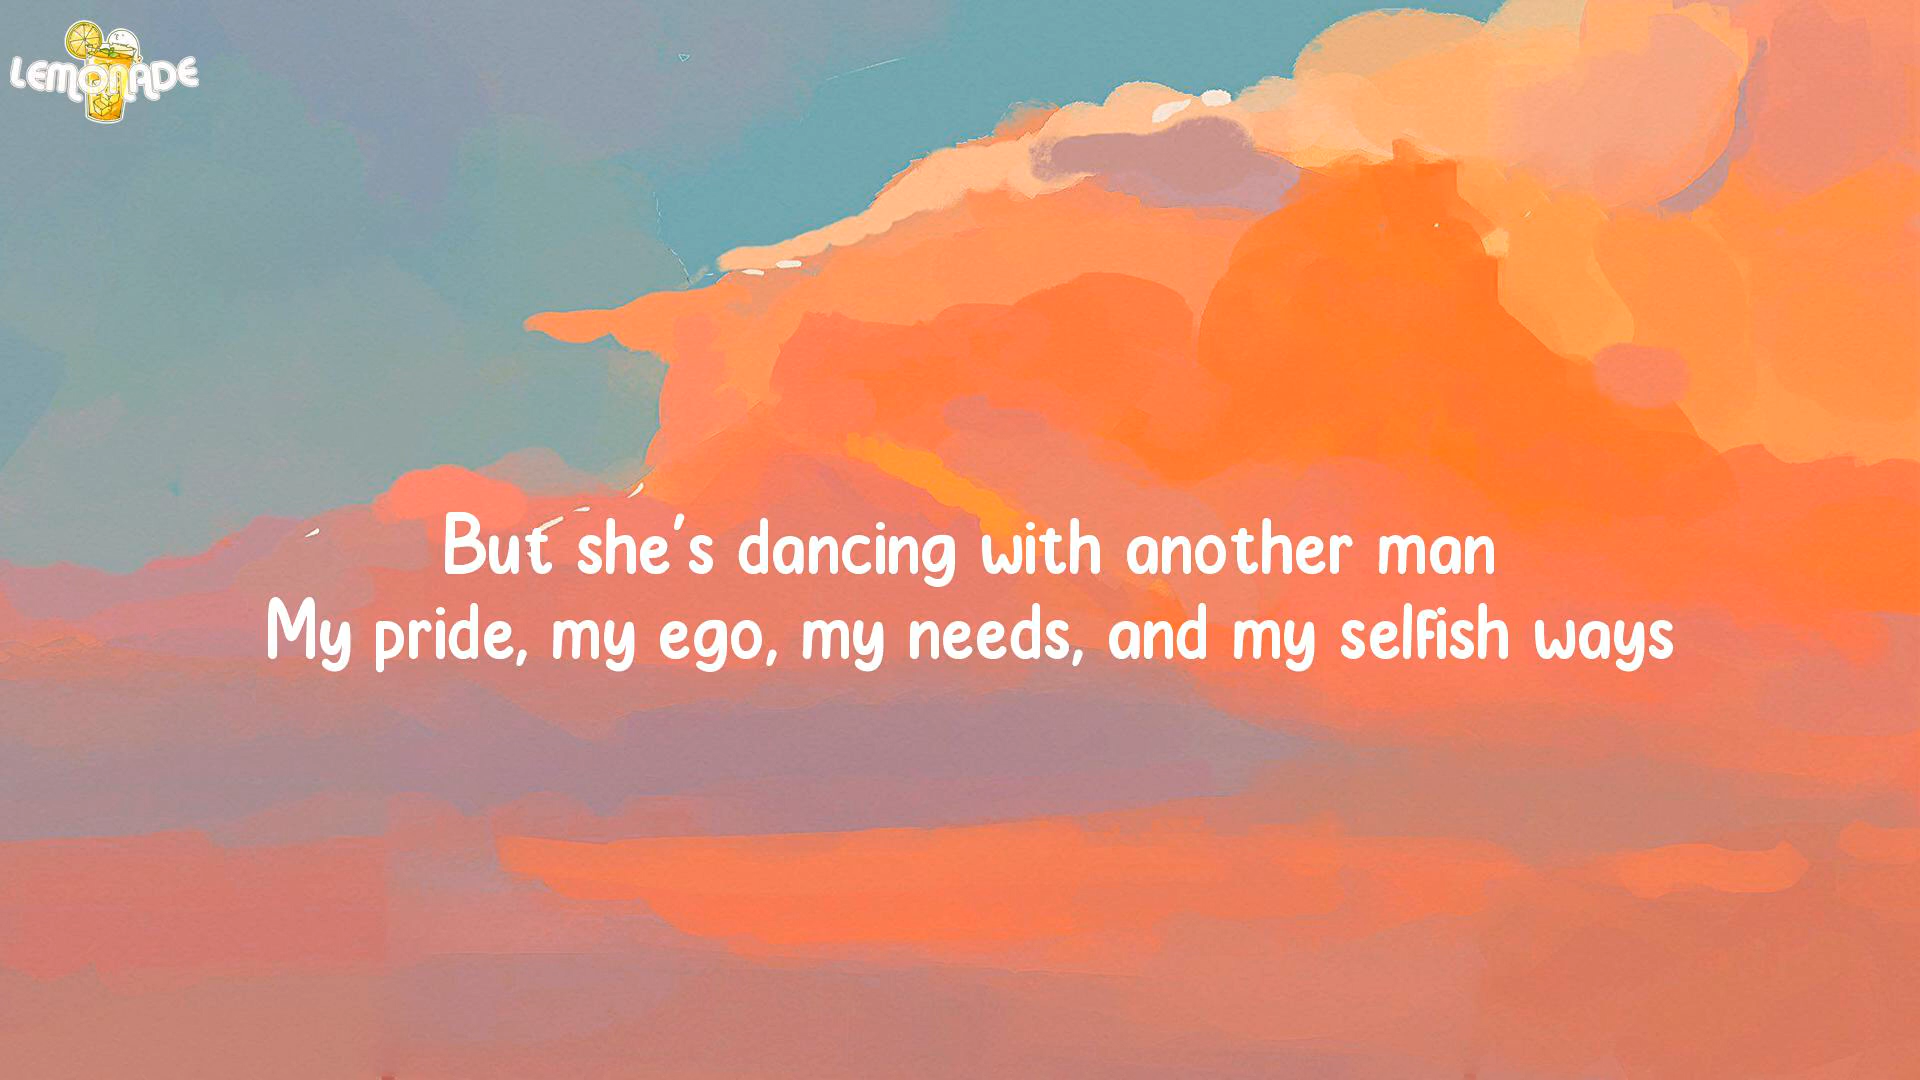 LEMONADE
But she's dancing with another man
My pride, my ego, my needs, and my selfish ways